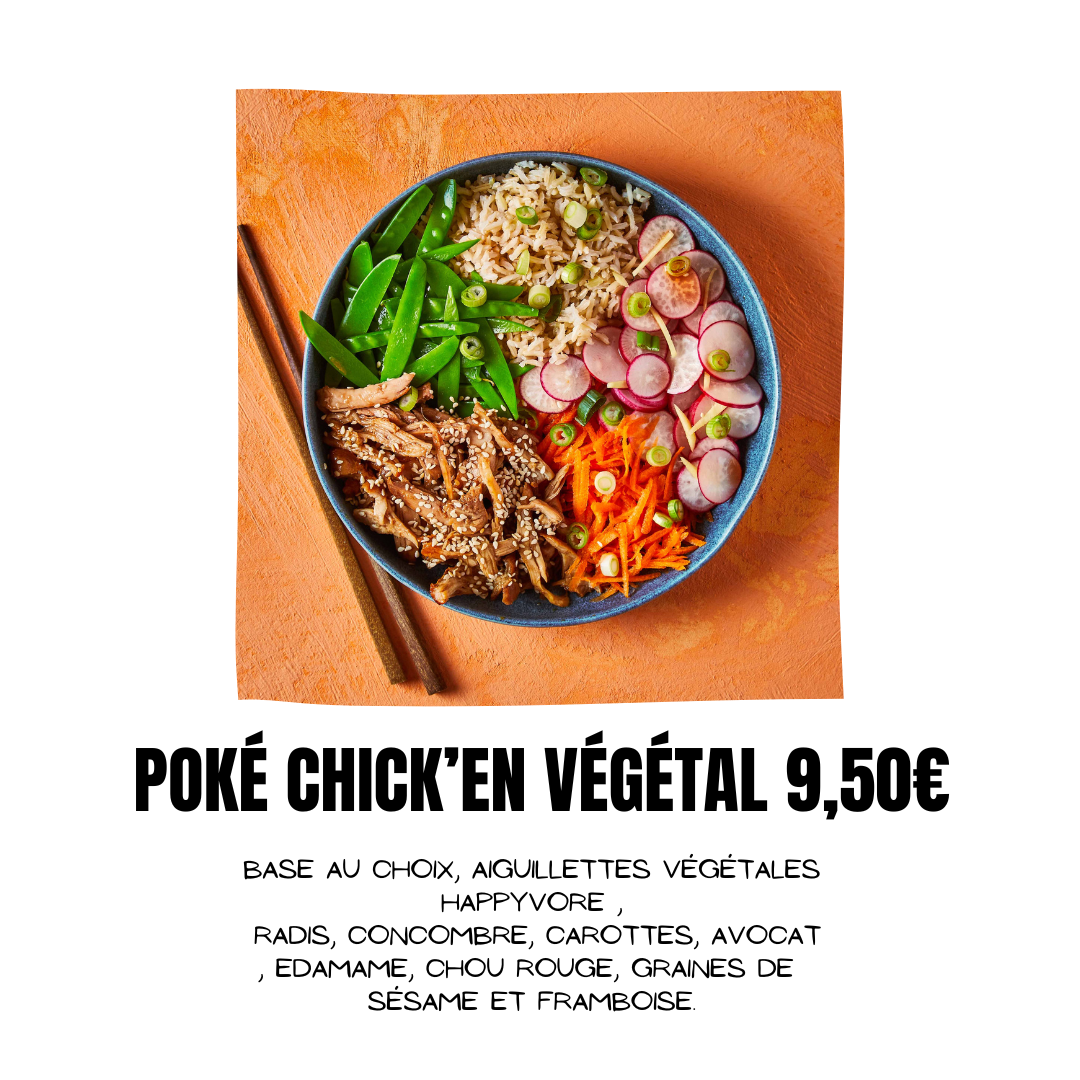 POKÉ CHICK’EN VÉGÉTAL 9,50€
BASE AU CHOIX, AIGUILLETTES VÉGÉTALES
HAPPYVORE ,
RADIS, CONCOMBRE, CAROTTES, AVOCAT
, EDAMAME, CHOU ROUGE, GRAINES DE
SÉSAME ET FRAMBOISE.